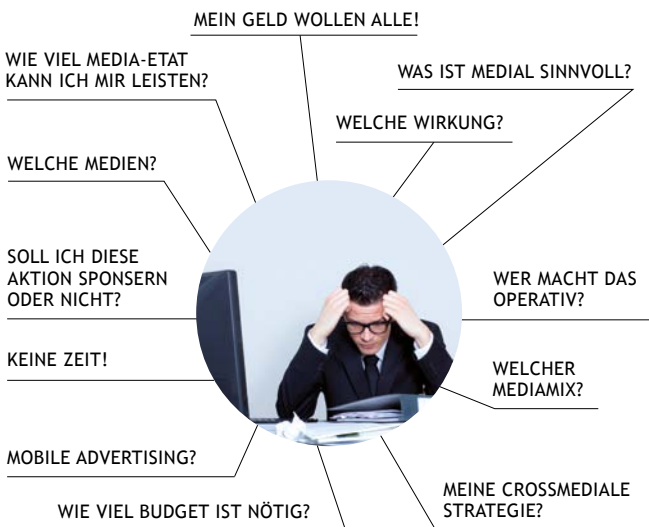 MEIN GELD WOLLEN ALLE!
WIE VIEL MEDIA-ETAT
KANN ICH MIR LEISTEN?
WAS IST MEDIAL SINNVOLL?
WELCHE WIRKUNG?
WELCHE MEDIEN?
SOLL ICH DIESE
AKTION SPONSERN
ODER NICHT?
WER MACHT DAS
OPERATIV?
KEINE ZEIT!
WELCHER
MEDIAMIX?
MOBILE ADVERTISING?
MEINE CROSSMEDIALE
STRATEGIE?
WIE VIEL BUDGET IST NÖTIG?